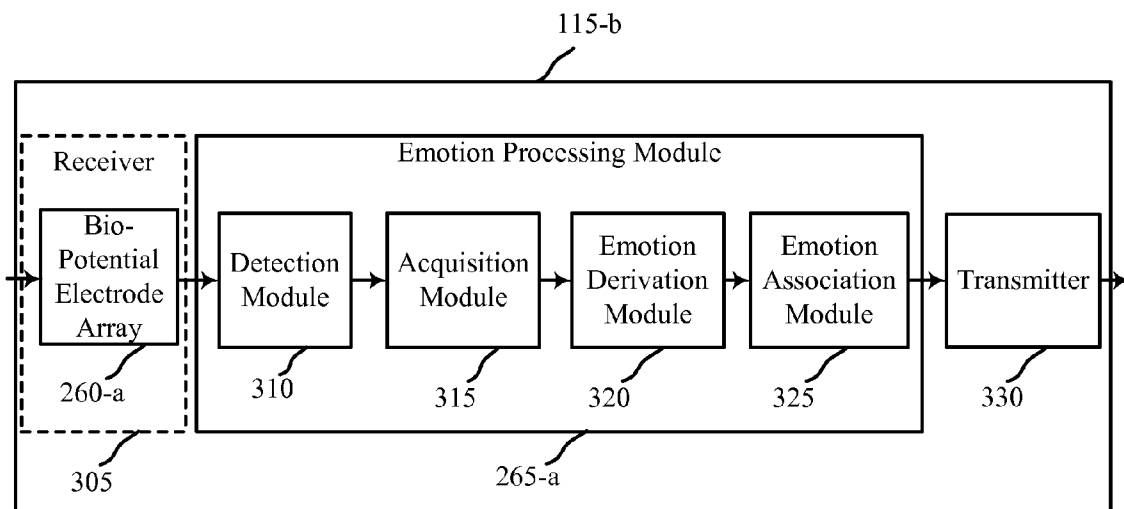 115-b
Receiver
Emotion Processing Module
Bio-
Potential
Electrode
Array
Detection
Module
Acquisition
Module
Emotion
Derivation
Module
Emotion
Association
Module
Transmitter
260-a
310
315
320
325
330
305
265-a